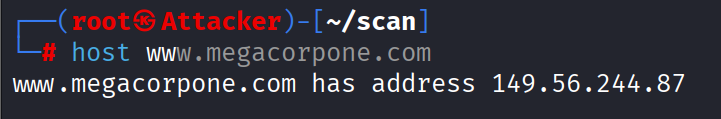 ┌──(root㉿Attacker)-[~/scan]
└─# host www.megacorpone.com
www.megacorpone.com has address 149.56.244.87